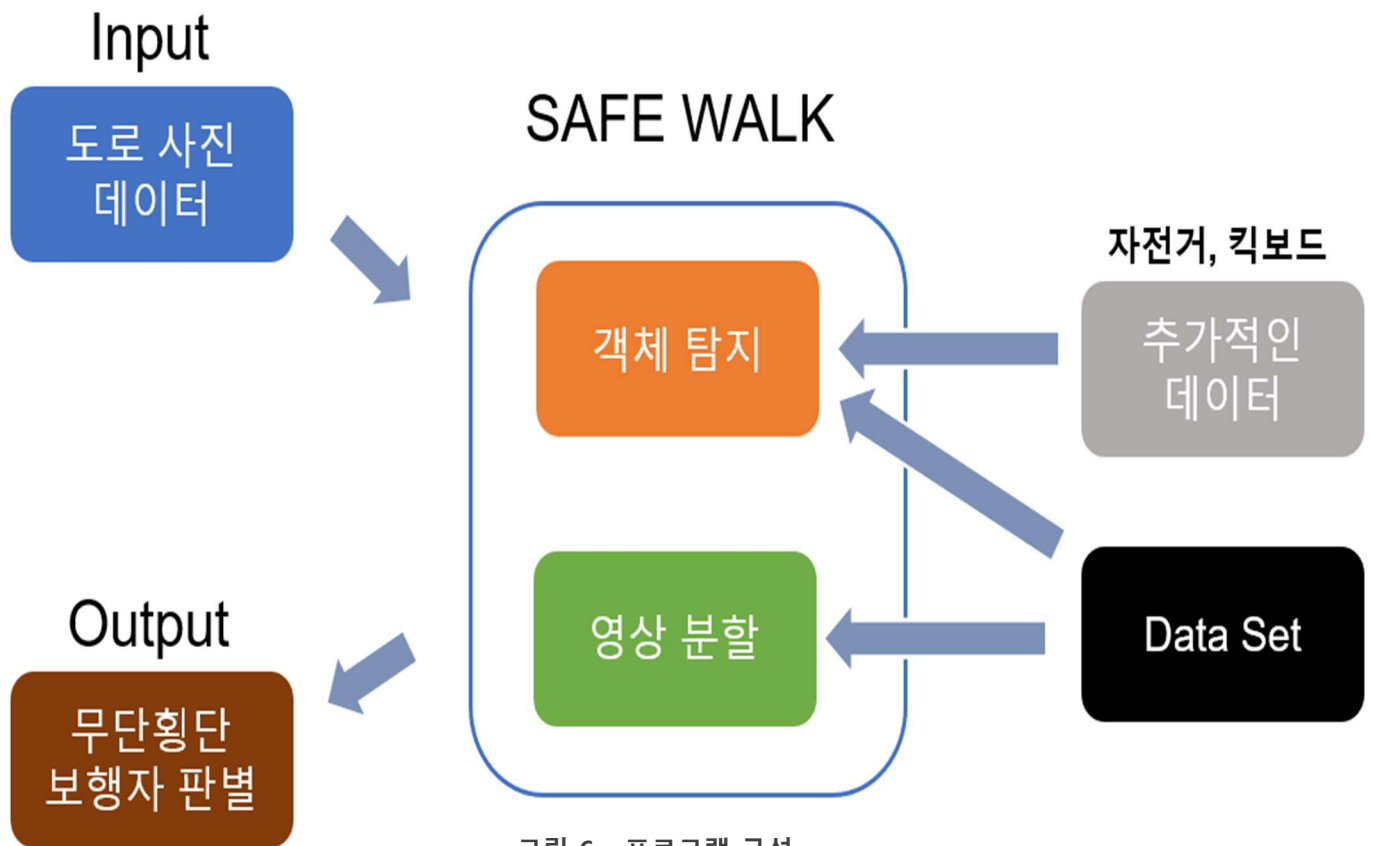 Input
도로 사진
데이터
SAFE WALK
객체 탐지
자전거, 킥보드
추가적인
데이터
영상 분할
Data Set
Output
무단횡단
보행자 판별